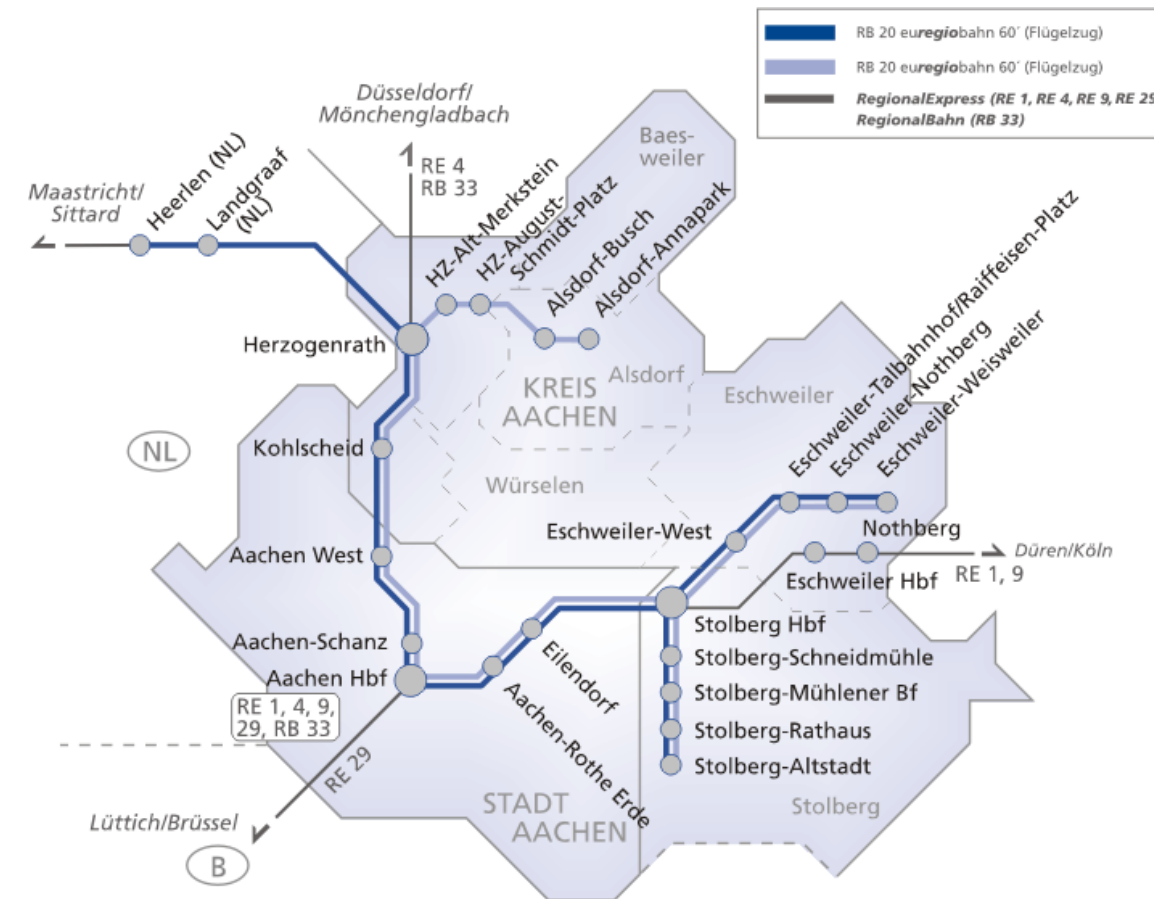 RB 20 euregiobahn 60´ (Flügelzug)
RB 20 euregiobahn 60´ (Flügelzug)
RegionalExpress (RE 1, RE 4, RE 9, RE 29
RegionalBahn (RB 33)
Düsseldorf/
Mönchengladbach
RE 4
RB 33
Baes-
weiler
Maastricht/
Sittard
Heerlen (NL)
Landgraaf
(NL)
HZ-Alt-Merkstein
HZ-August-
Schmidt-Platz
Alsdorf-Busch
Alsdorf-Annapark
Herzogenrath
KREIS
AACHEN
Alsdorf
Eschweiler
Eschweiler-Talbahnhof/Raiffeisen-Platz
Eschweiler-Nothberg
Eschweiler-Weisweiler
NL
Kohlscheid
Würselen
Eschweiler-West
Nothberg
Aachen West
Eschweiler Hbf
RE 1, 9
Düren/Köln
Aachen-Schanz
Aachen Hbf
RE 1, 4, 9,
29, RB 33
RE 29
Eilendorf
Aachen-Rothe Erde
Stolberg Hbf
Stolberg-Schneidmühle
Stolberg-Mühlener Bf
Stolberg-Rathaus
Stolberg-Altstadt
Stolberg
STADT
AACHEN
Lüttich/Brüssel
B